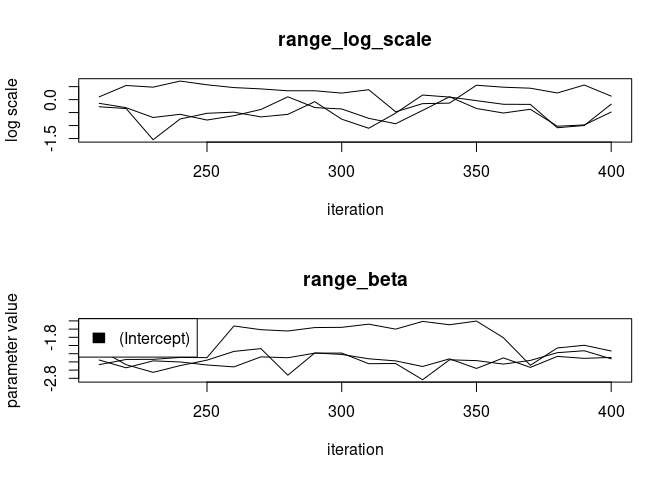 range_log_scale
log scale
0.0
-1.5
250
300
350
400
iteration
range_beta
parameter value
-1.8
-2.8
(Intercept)
250
300
350
400
iteration